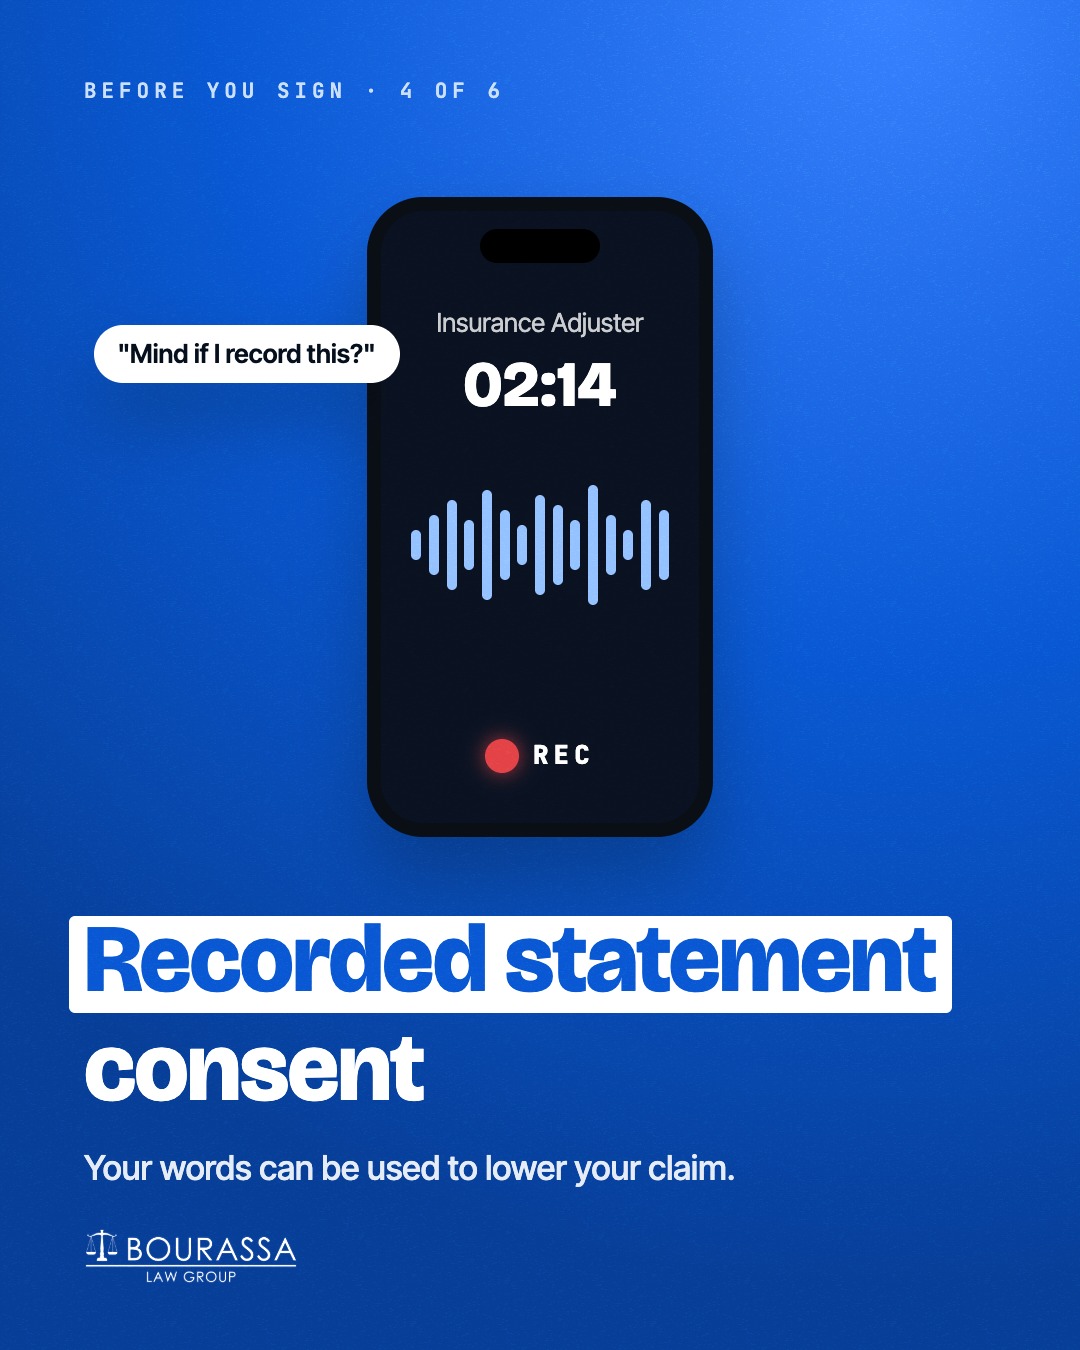 BEFORE YOU SIGN · 4 OF 6
Insurance Adjuster
"Mind if I record this?"
02:14
REC
Recorded statement
consent
Your words can be used to lower your claim.
BOURASSA
LAW GROUP